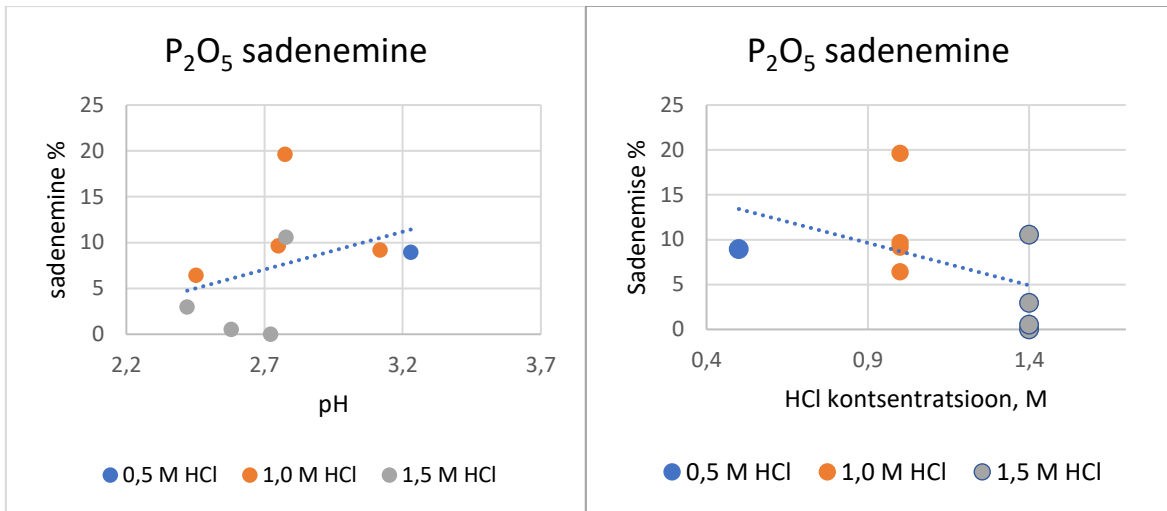 P₂O₅ sadenemine
sadenemine %
25
20
15
10
5
0
2,2
2,7
3,2
3,7
pH
0,5 M HCl
1,0 M HCl
1,5 M HCl
P₂O₅ sadenemine
Sadenemise %
25
20
15
10
5
0
0,4
0,9
1,4
HCl kontsentratsioon, M
0,5 M HCl
1,0 M HCl
1,5 M HCl